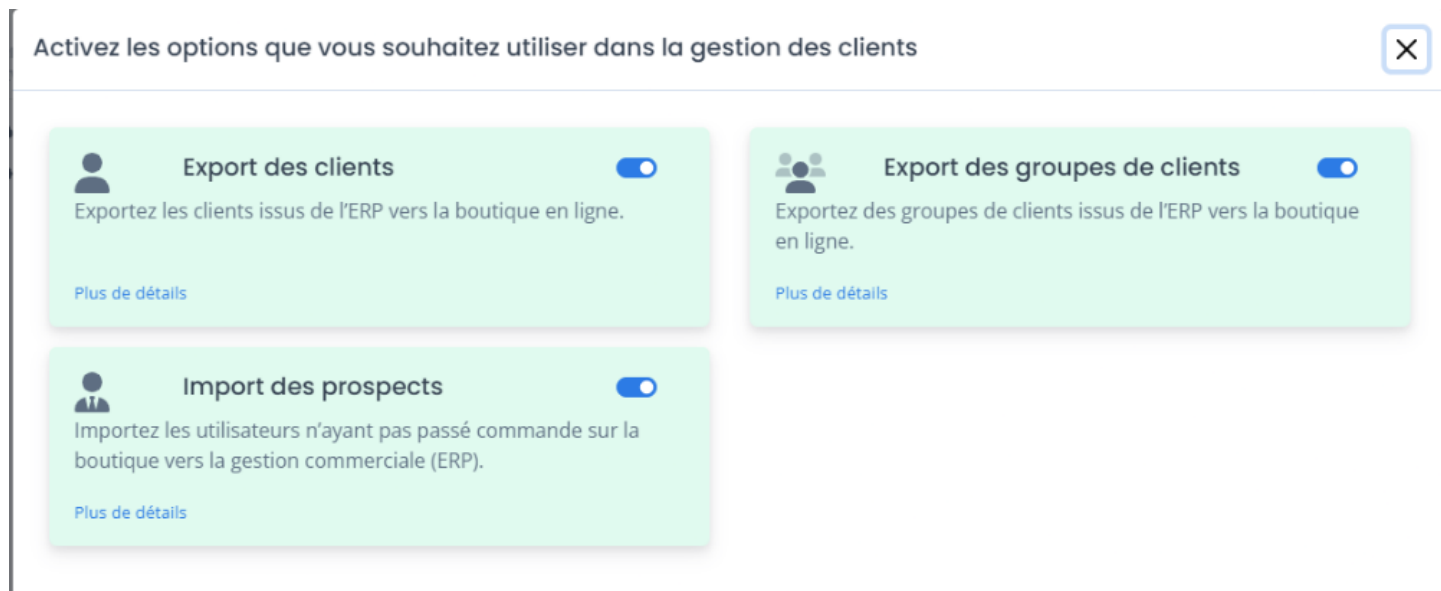 Activez les options que vous souhaitez utiliser dans la gestion des clients
Export des clients
Exportez les clients issus de l’ERP vers la boutique en ligne.
Plus de détails
Export des groupes de clients
Exportez des groupes de clients issus de l’ERP vers la boutique
en ligne.
Plus de détails
Import des prospects
Importez les utilisateurs n’ayant pas passé commande sur la
boutique vers la gestion commerciale (ERP).
Plus de détails